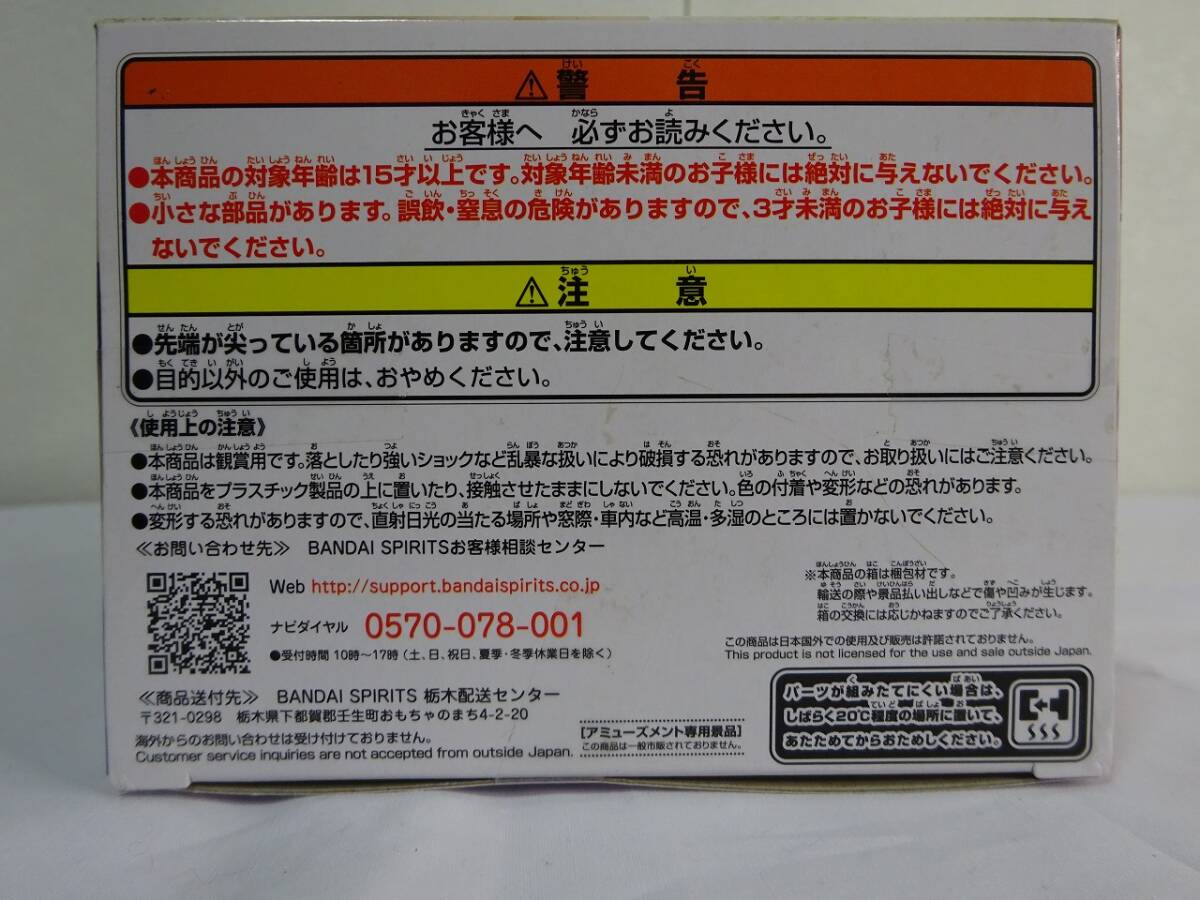 ⚠警告
お客様へ 必ずお読みください。
●本商品の対象年齢は15才以上です。対象年齢未満のお子様には絶対に与えないでください。
●小さな部品があります。誤飲・窒息の危険がありますので、3才未満のお子様には絶対に与え
ないでください。
⚠注意
●先端が尖っている箇所がありますので、注意してください。
●目的以外のご使用は、おやめください。
《使用上の注意》
●本商品は観賞用です。落としたり強いショックなど乱暴な扱いにより破損する恐れがありますので、お取り扱いにはご注意ください。
●本商品をプラスチック製品の上に置いたり、接触させたままにしないでください。色の付着や変形などの恐れがあります。
●変形する恐れがありますので、直射日光の当たる場所や窓際・車内など高温・多湿のところには置かないでください。
≪お問い合わせ先≫ BANDAI SPIRITSお客様相談センター
Web http://support.bandaispirits.co.jp
ナビダイヤル 0570-078-001
●受付時間 10時〜17時(土、日、祝日、夏季・冬季休業日を除く)
※本商品の箱は梱包材です。
輸送の際や景品払い出しなどで傷や凹みが生じます。
箱の交換には応じかねますのでご了承ください。
この商品は日本国外での使用及び販売は許諾されておりません。
This product is not licensed for the use and sale outside Japan.
≪商品送付先≫ BANDAI SPIRITS 栃木配送センター
〒321-0298 栃木県下都賀郡壬生町おもちゃのまち4-2-20
海外からのお問い合わせは受け付けておりません。
Customer service inquiries are not accepted from outside Japan.
[アミューズメント専用景品]
この商品は一般市販されておりません。
パーツが組みたてにくい場合は、
しばらく20℃程度の場所に置いて、
あたためてからおためしください。